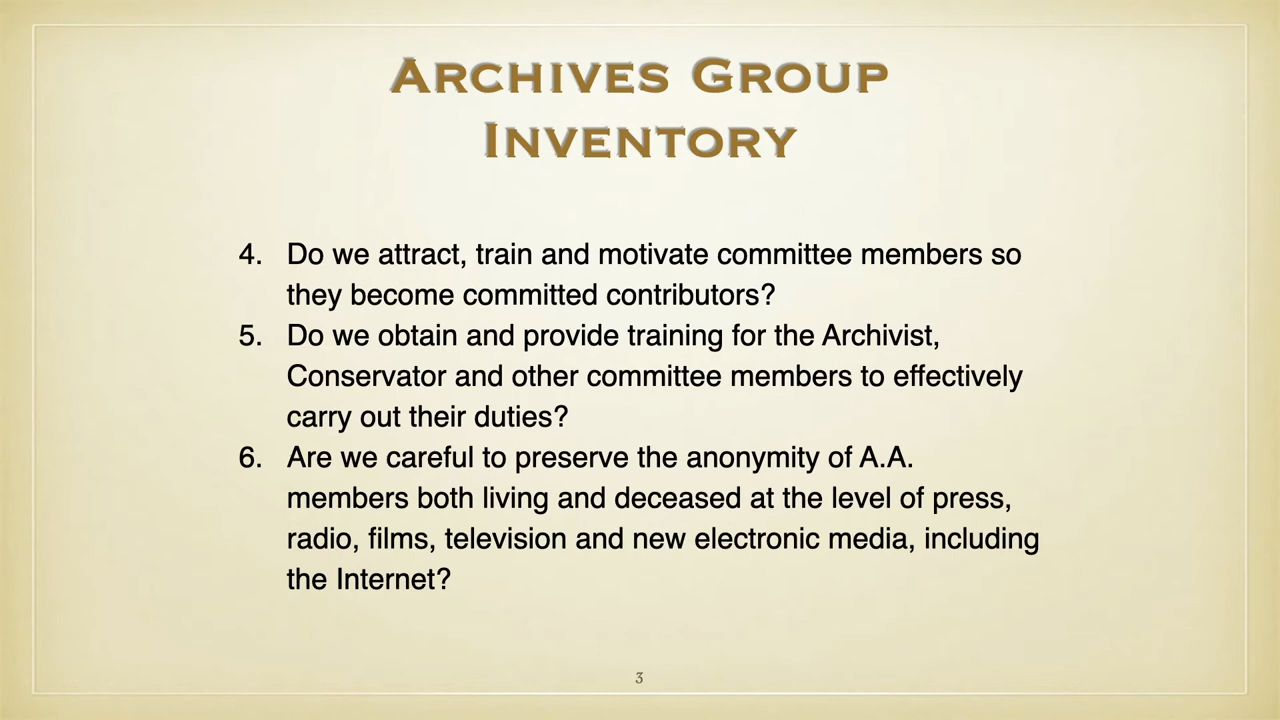 Archives Group
Inventory
4. Do we attract, train and motivate committee members so
they become committed contributors?
5. Do we obtain and provide training for the Archivist,
Conservator and other committee members to effectively
carry out their duties?
6. Are we careful to preserve the anonymity of A.A.
members both living and deceased at the level of press,
radio, films, television and new electronic media, including
the Internet?
3